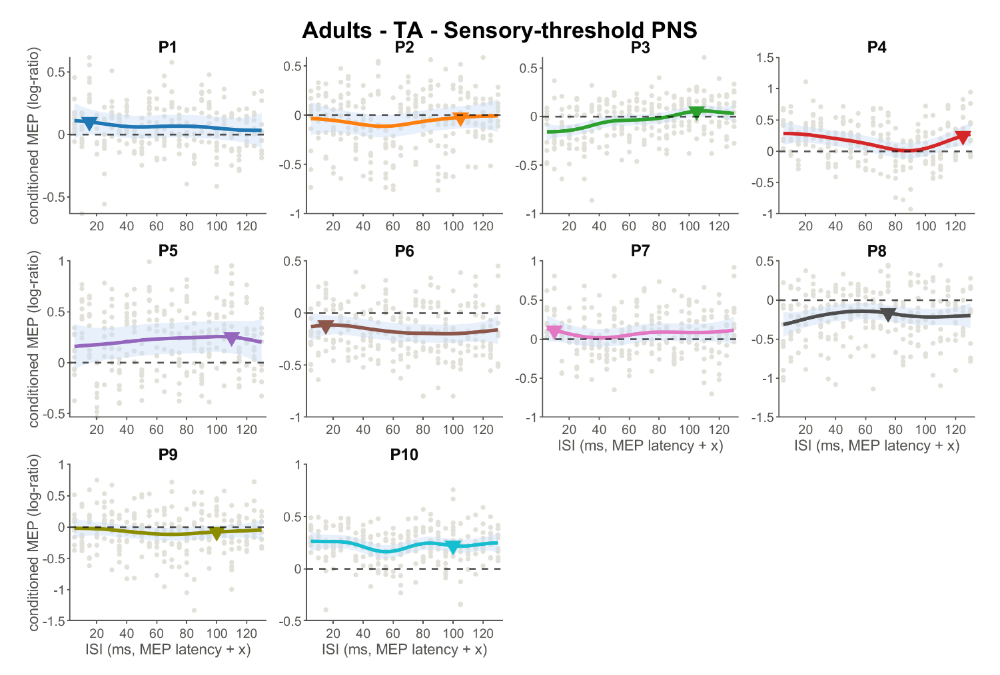 Adults - TA - Sensory-threshold PNS
P1
P2
P3
P4
conditioned MEP (log-ratio)
0.5
0
-0.5
20 40 60 80 100 120
0.5
0
-0.5
-1
20 40 60 80 100 120
0.5
0
-0.5
-1
20 40 60 80 100 120
1.5
1
0.5
0
-0.5
-1
20 40 60 80 100 120
P5
P6
P7
P8
conditioned MEP (log-ratio)
1
0.5
0
-0.5
20 40 60 80 100 120
0.5
0
-0.5
-1
20 40 60 80 100 120
1
0.5
0
-0.5
-1
20 40 60 80 100 120
ISI (ms, MEP latency + x)
0.5
0
-0.5
-1
-1.5
20 40 60 80 100 120
ISI (ms, MEP latency + x)
P9
P10
conditioned MEP (log-ratio)
1
0.5
0
-0.5
-1
-1.5
20 40 60 80 100 120
ISI (ms, MEP latency + x)
1
0.5
0
-0.5
20 40 60 80 100 120
ISI (ms, MEP latency + x)